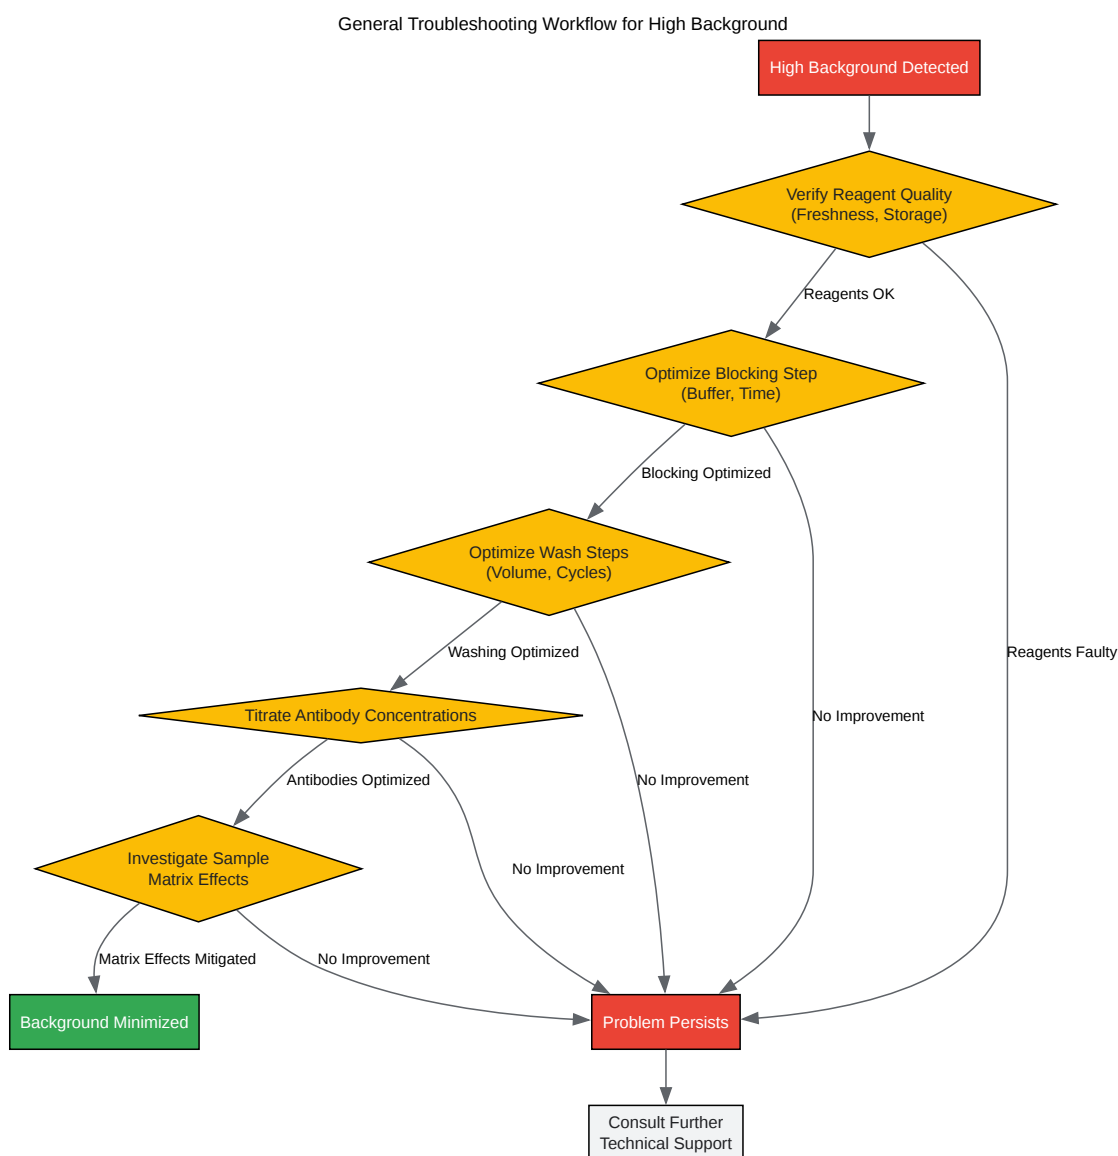 General Troubleshooting Workflow for High Background
High Background Detected
Verify Reagent Quality
(Freshness, Storage)
Reagents OK
Optimize Blocking Step
(Buffer, Time)
Blocking Optimized
Optimize Wash Steps
(Volume, Cycles)
Washing Optimized
Reagents Faulty
Titrate Antibody Concentrations
No Improvement
Antibodies Optimized
No Improvement
Investigate Sample
Matrix Effects
No Improvement
Matrix Effects Mitigated
No Improvement
Background Minimized
Problem Persists
Consult Further
Technical Support